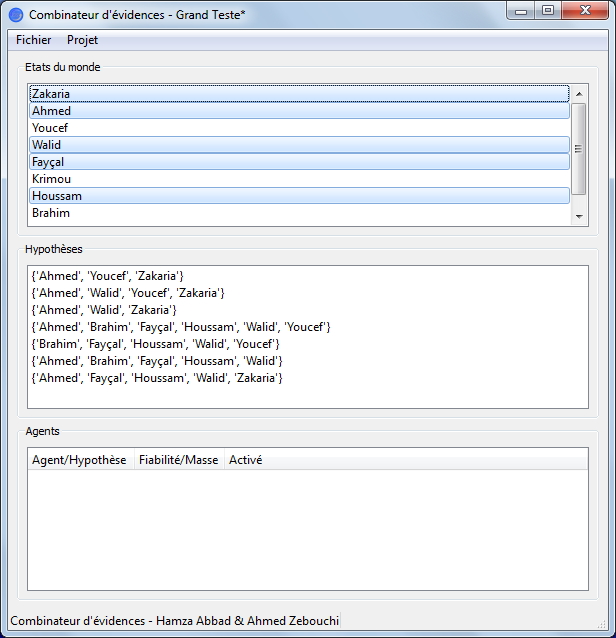 Combinateur d'évidences - Grand Teste*
Fichier Projet
Etats du monde
Zakaria
Ahmed
Youcef
Walid
Fayçal
Krimou
Houssam
Brahim
Hypothèses
{'Ahmed', 'Youcef', 'Zakaria'}
{'Ahmed', 'Walid', 'Youcef', 'Zakaria'}
{'Ahmed', 'Walid', 'Zakaria'}
{'Ahmed', 'Brahim', 'Fayçal', 'Houssam', 'Walid', 'Youcef'}
{'Brahim', 'Fayçal', 'Houssam', 'Walid', 'Youcef'}
{'Ahmed', 'Brahim', 'Fayçal', 'Houssam', 'Walid'}
{'Ahmed', 'Fayçal', 'Houssam', 'Walid', 'Zakaria'}
Agents
Agent/Hypothèse Fiabilité/Masse Activé
Combinateur d'évidences - Hamza Abbad & Ahmed Zebouchi